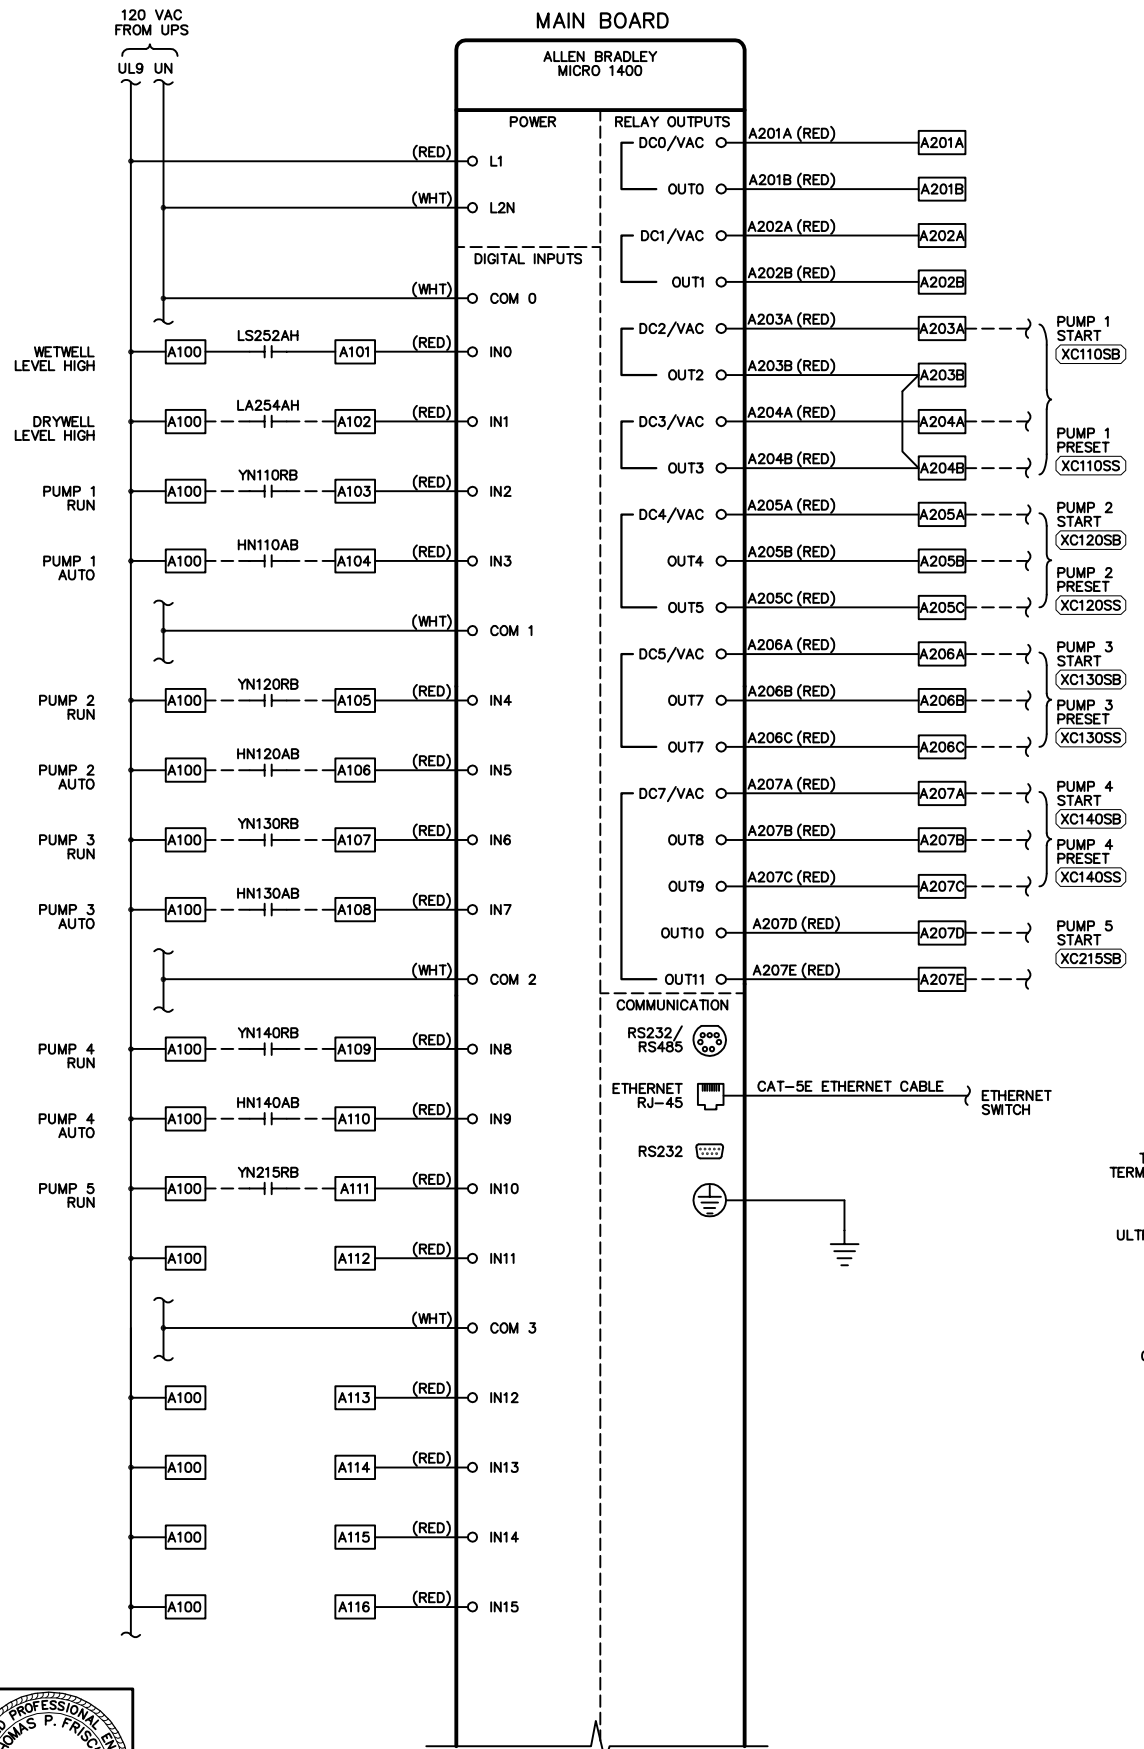 120 VAC
FROM UPS
UL9 UN
MAIN BOARD
ALLEN BRADLEY
MICRO 1400
POWER
(RED) L1
(WHT) L2N
DIGITAL INPUTS
(WHT) COM 0
WETWELL
LEVEL HIGH
A100 LS252AH A101 (RED) IN0
DRYWELL
LEVEL HIGH
A100 LA254AH A102 (RED) IN1
PUMP 1
RUN
A100 YN110RB A103 (RED) IN2
PUMP 1
AUTO
A100 HN110AB A104 (RED) IN3
(WHT) COM 1
PUMP 2
RUN
A100 YN120RB A105 (RED) IN4
PUMP 2
AUTO
A100 HN120AB A106 (RED) IN5
PUMP 3
RUN
A100 YN130RB A107 (RED) IN6
PUMP 3
AUTO
A100 HN130AB A108 (RED) IN7
(WHT) COM 2
PUMP 4
RUN
A100 YN140RB A109 (RED) IN8
PUMP 4
AUTO
A100 HN140AB A110 (RED) IN9
PUMP 5
RUN
A100 YN215RB A111 (RED) IN10
A100 A112 (RED) IN11
(WHT) COM 3
A100 A113 (RED) IN12
A100 A114 (RED) IN13
A100 A115 (RED) IN14
A100 A116 (RED) IN15
RELAY OUTPUTS
DC0/VAC A201A (RED) A201A
OUT0 A201B (RED) A201B
DC1/VAC A202A (RED) A202A
OUT1 A202B (RED) A202B
DC2/VAC A203A (RED) A203A
OUT2 A203B (RED) A203B
DC3/VAC A204A (RED) A204A
OUT3 A204B (RED) A204B
PUMP 1
START
XC110SB
PUMP 1
PRESET
XC110SS
DC4/VAC A205A (RED) A205A
OUT4 A205B (RED) A205B
OUT5 A205C (RED) A205C
PUMP 2
START
XC120SB
PUMP 2
PRESET
XC120SS
DC5/VAC A206A (RED) A206A
OUT7 A206B (RED) A206B
OUT7 A206C (RED) A206C
PUMP 3
START
XC130SB
PUMP 3
PRESET
XC130SS
DC7/VAC A207A (RED) A207A
OUT8 A207B (RED) A207B
OUT9 A207C (RED) A207C
PUMP 4
START
XC140SB
PUMP 4
PRESET
XC140SS
OUT10 A207D (RED) A207D
PUMP 5
START
XC215SB
OUT11 A207E (RED) A207E
COMMUNICATION
RS232/
RS485
ETHERNET
RJ-45
CAT-5E ETHERNET CABLE
ETHERNET
SWITCH
RS232
TERM
PROFESSIONAL